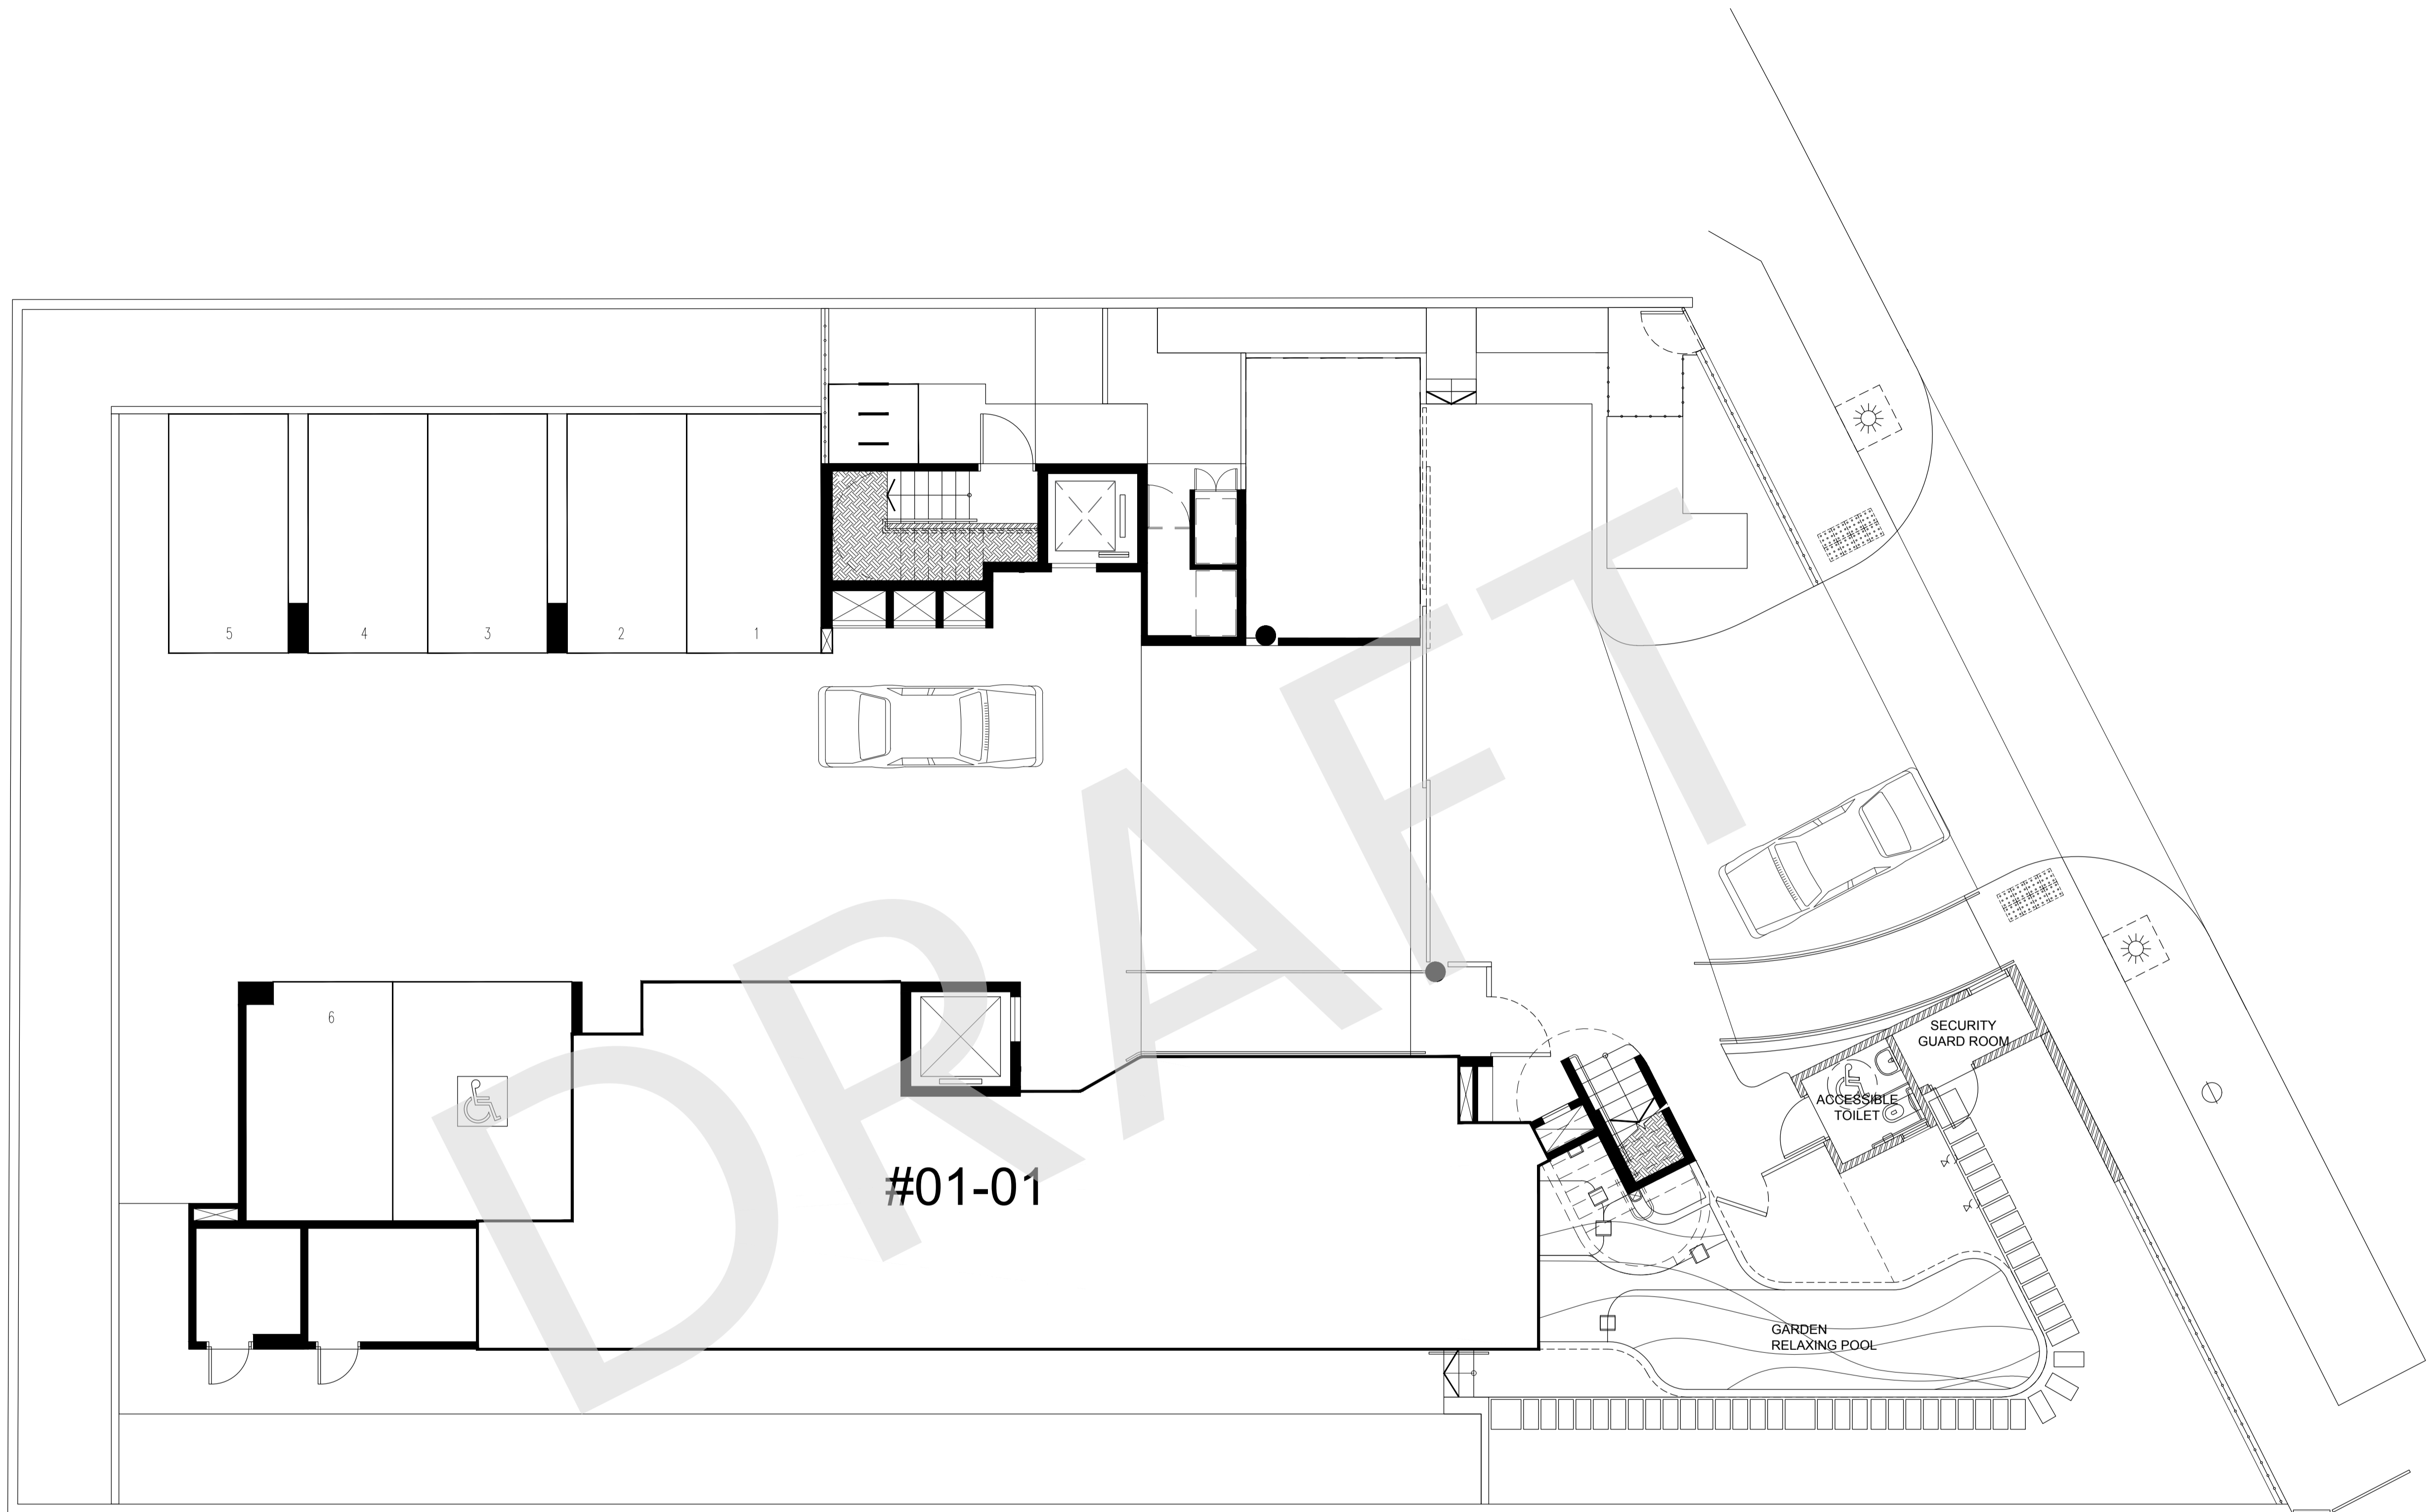 5
4
3
2
1
6
SECURITY
GUARD ROOM
ACCESSIBLE
TOILET
#01-01
GARDEN
RELAXING POOL
DRAFT